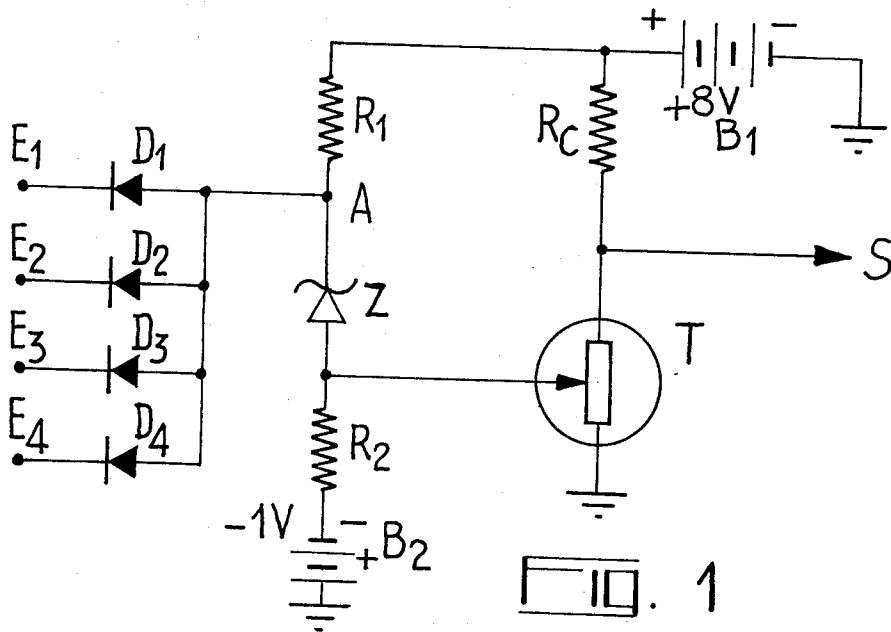 + -
+8V
B1
R1
RC
E1 D1
A
E2 D2
S
Z
E3 D3
T
E4 D4
R2
-1V - + B2
Fig. 1